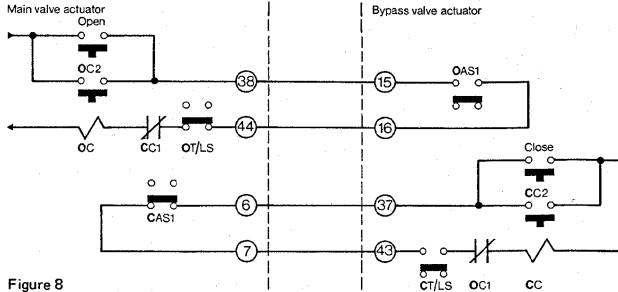 Main valve actuator
Bypass valve actuator
Open
OC2
38
15
OAS1
44
16
OC
CC1
OT/LS
Close
CAS1
6
37
CC2
7
43
CT/LS
OC1
CC
Figure 8